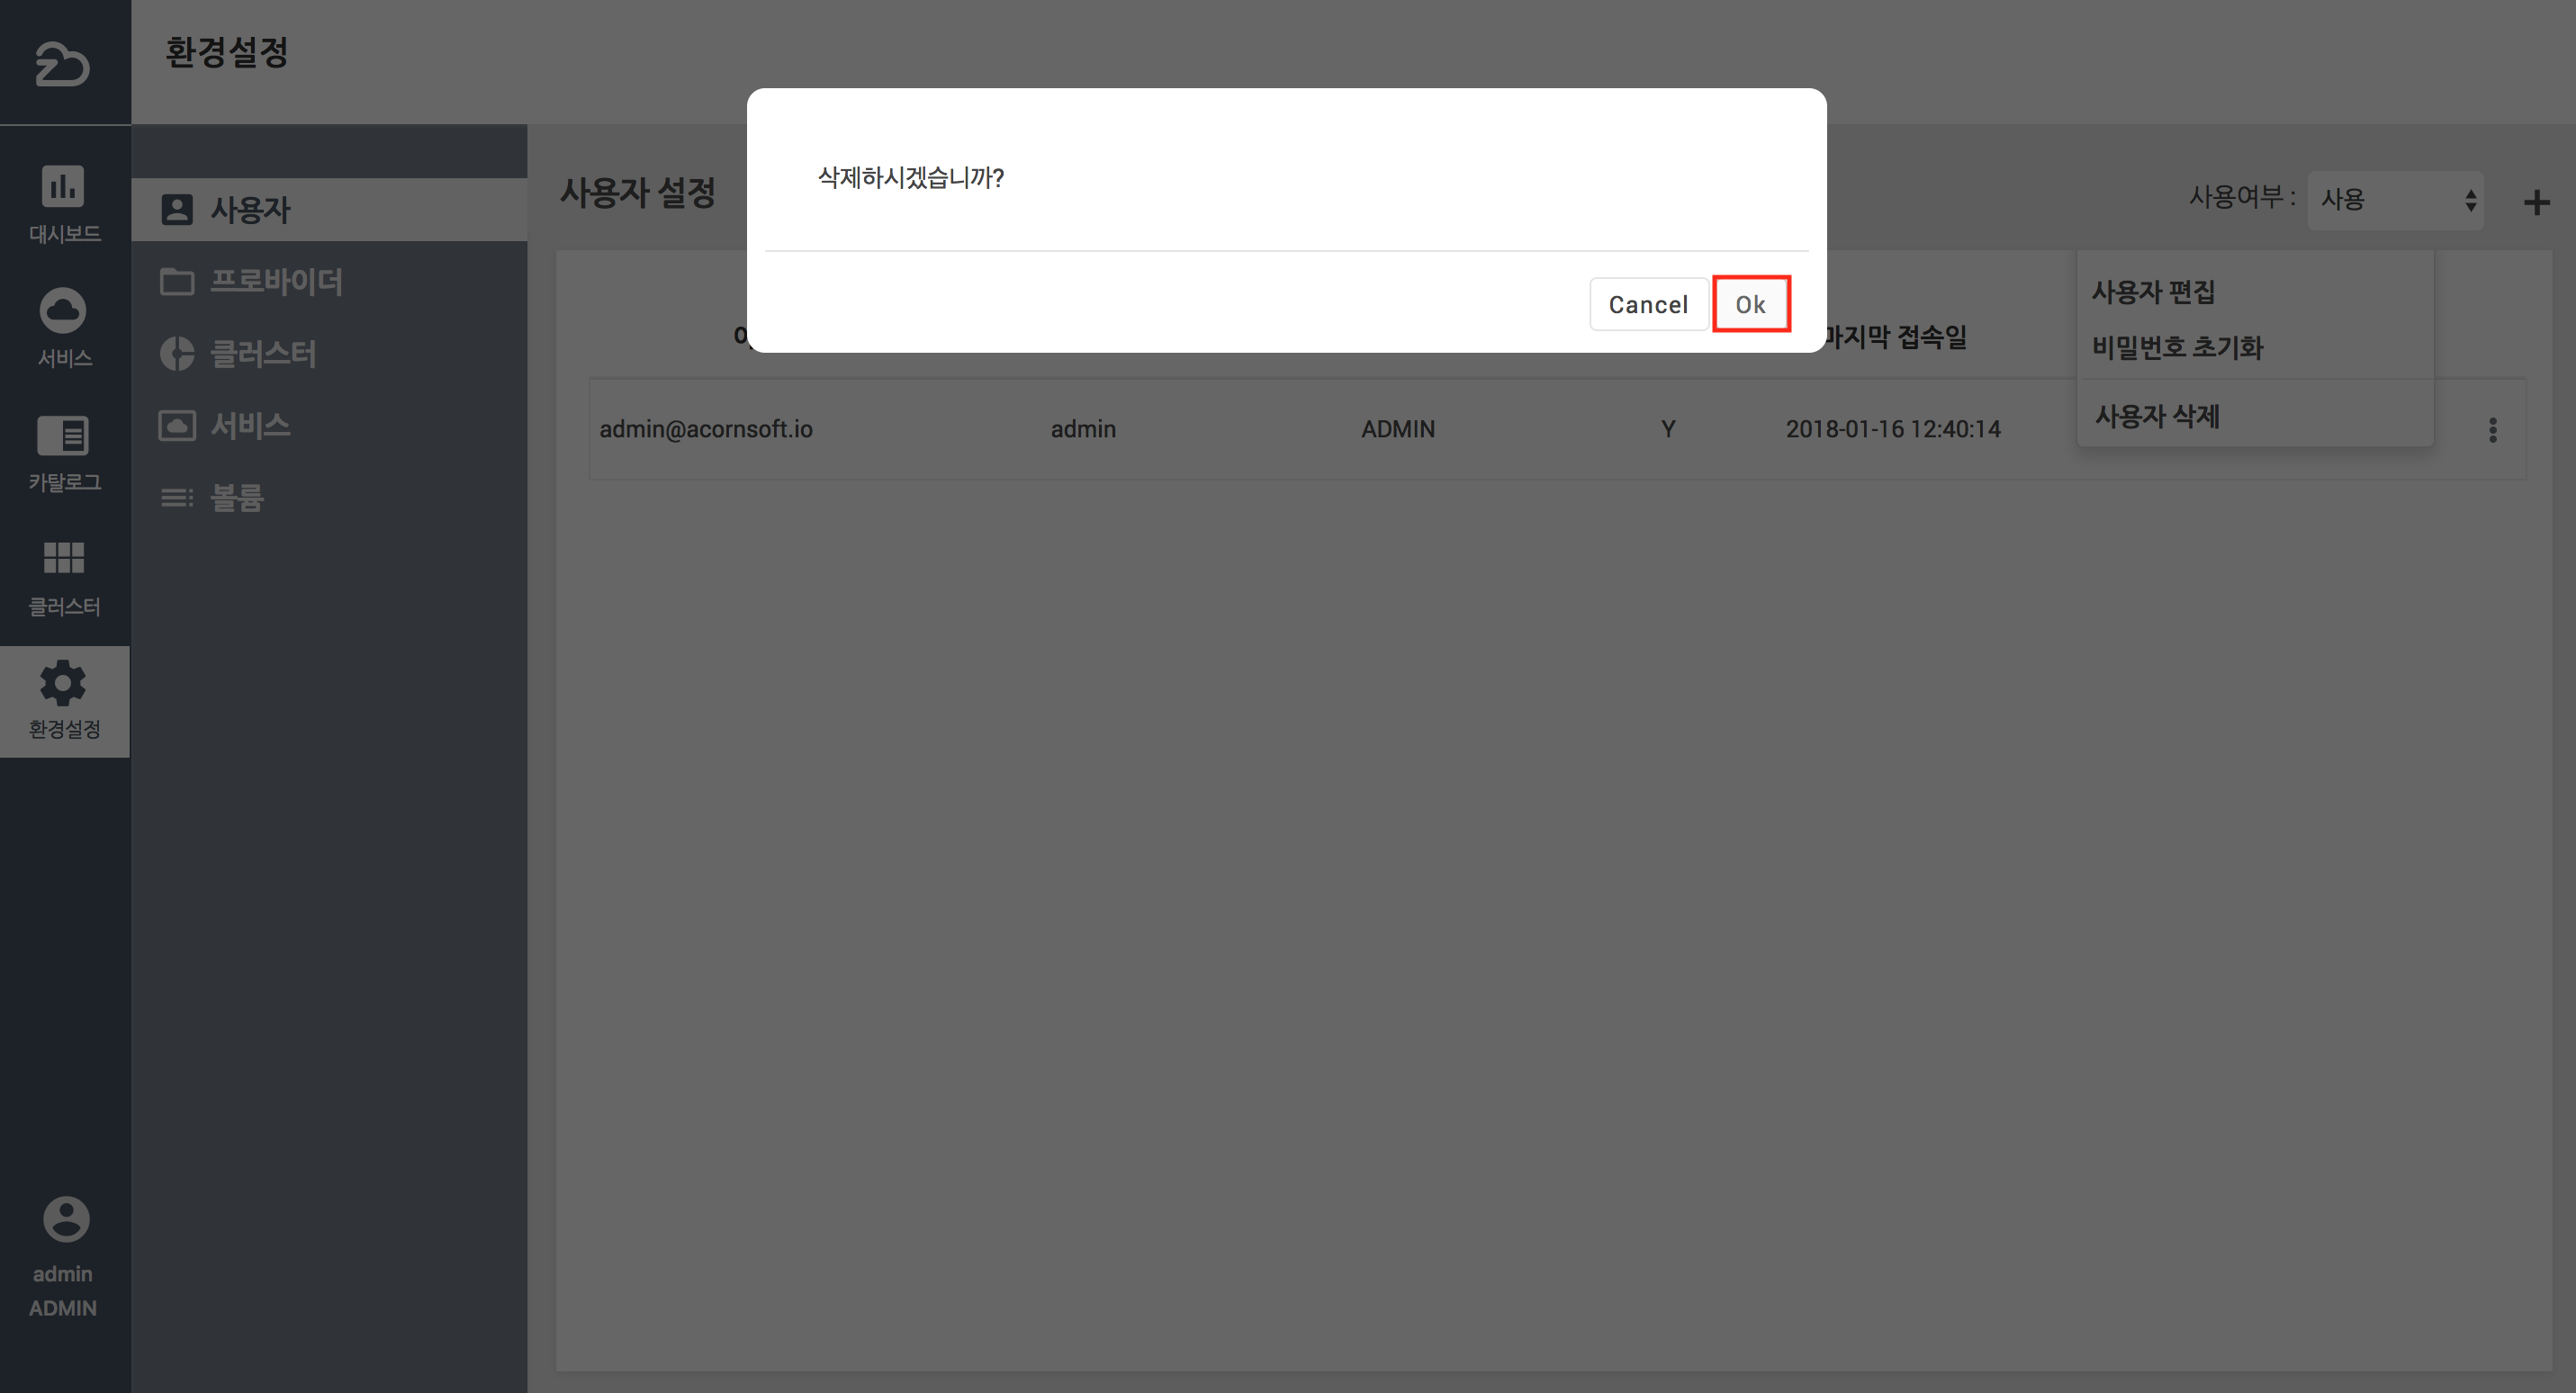 환경설정
대시보드
서비스
카탈로그
클러스터
환경설정
admin
ADMIN
사용자
프로바이더
클러스터
서비스
볼륨
사용자 설정
사용여부 : 사용
삭제하시겠습니까?
Cancel Ok
마지막 접속일
admin@acornsoft.io admin ADMIN Y 2018-01-16 12:40:14
사용자 편집
비밀번호 초기화
사용자 삭제